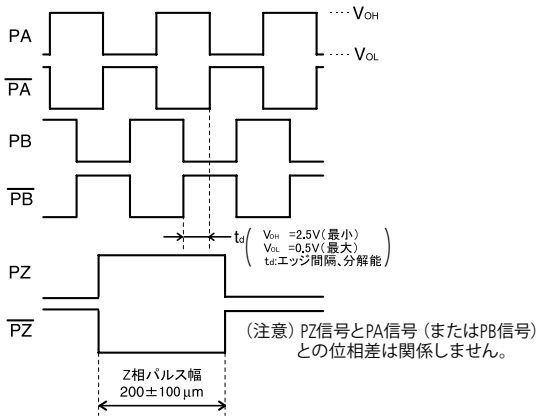 PA
VOH
VOL
PA
PB
PB
td
VOH =2.5V(最小)
VOL =0.5V(最大)
td:エッジ間隔、分解能
PZ
PZ
(注意) PZ信号とPA信号 (またはPB信号)
との位相差は関係しません。
Z相パルス幅
200±100μm